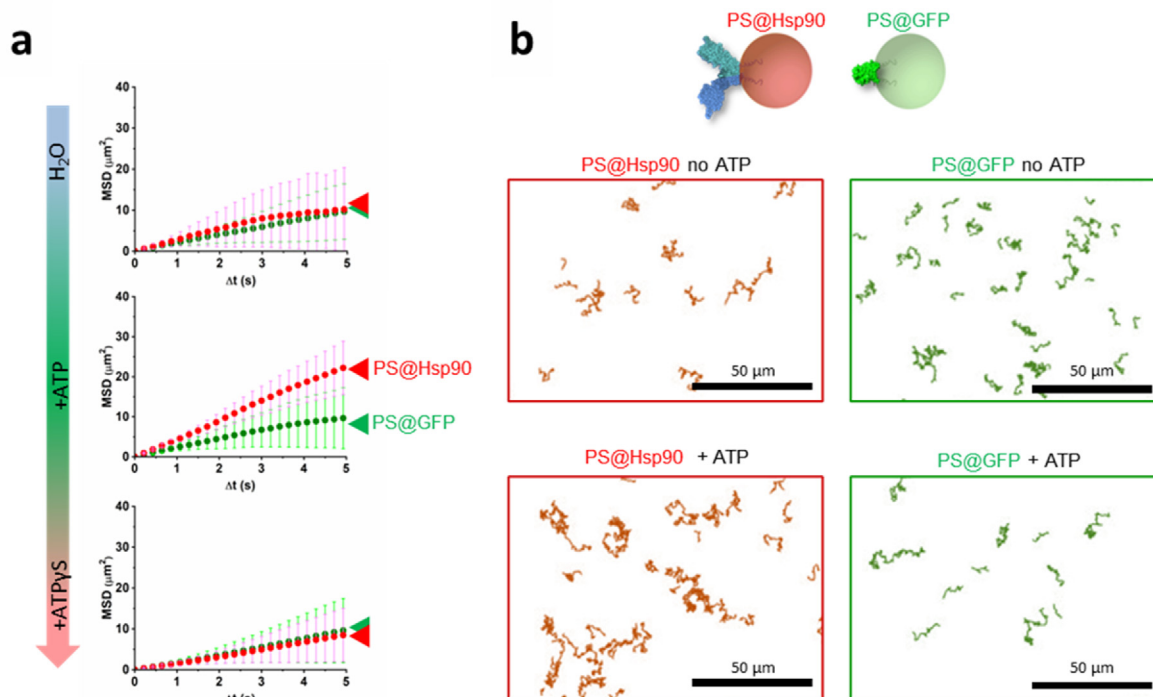 a
H₂O
+ATP
+ATPγS
MSD (μm²)
40
30
20
10
0
0 1 2 3 4 5
Δt (s)
MSD (μm²)
40
30
20
10
0
0 1 2 3 4 5
Δt (s)
PS@Hsp90
PS@GFP
MSD (μm²)
40
30
20
10
0
0 1 2 3 4 5
Δt (s)
b
PS@Hsp90 PS@GFP
PS@Hsp90 no ATP
50 μm
PS@GFP no ATP
50 μm
PS@Hsp90 + ATP
50 μm
PS@GFP + ATP
50 μm